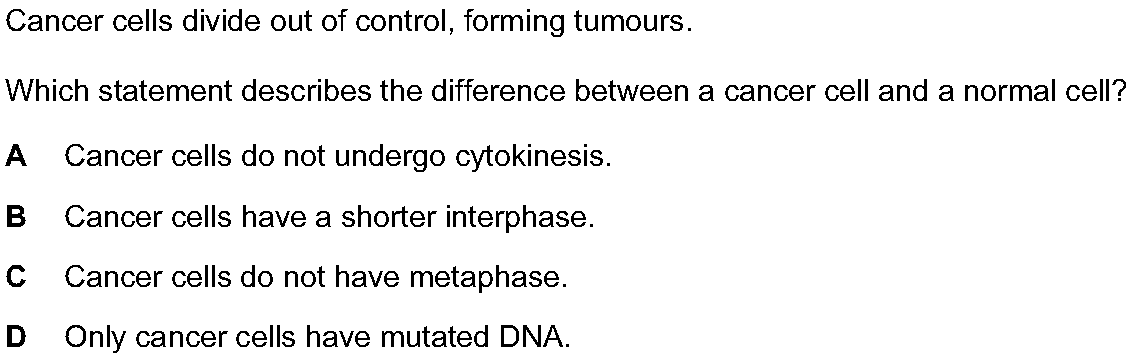 Cancer cells divide out of control, forming tumours.
Which statement describes the difference between a cancer cell and a normal cell?
A Cancer cells do not undergo cytokinesis.
B Cancer cells have a shorter interphase.
C Cancer cells do not have metaphase.
D Only cancer cells have mutated DNA.